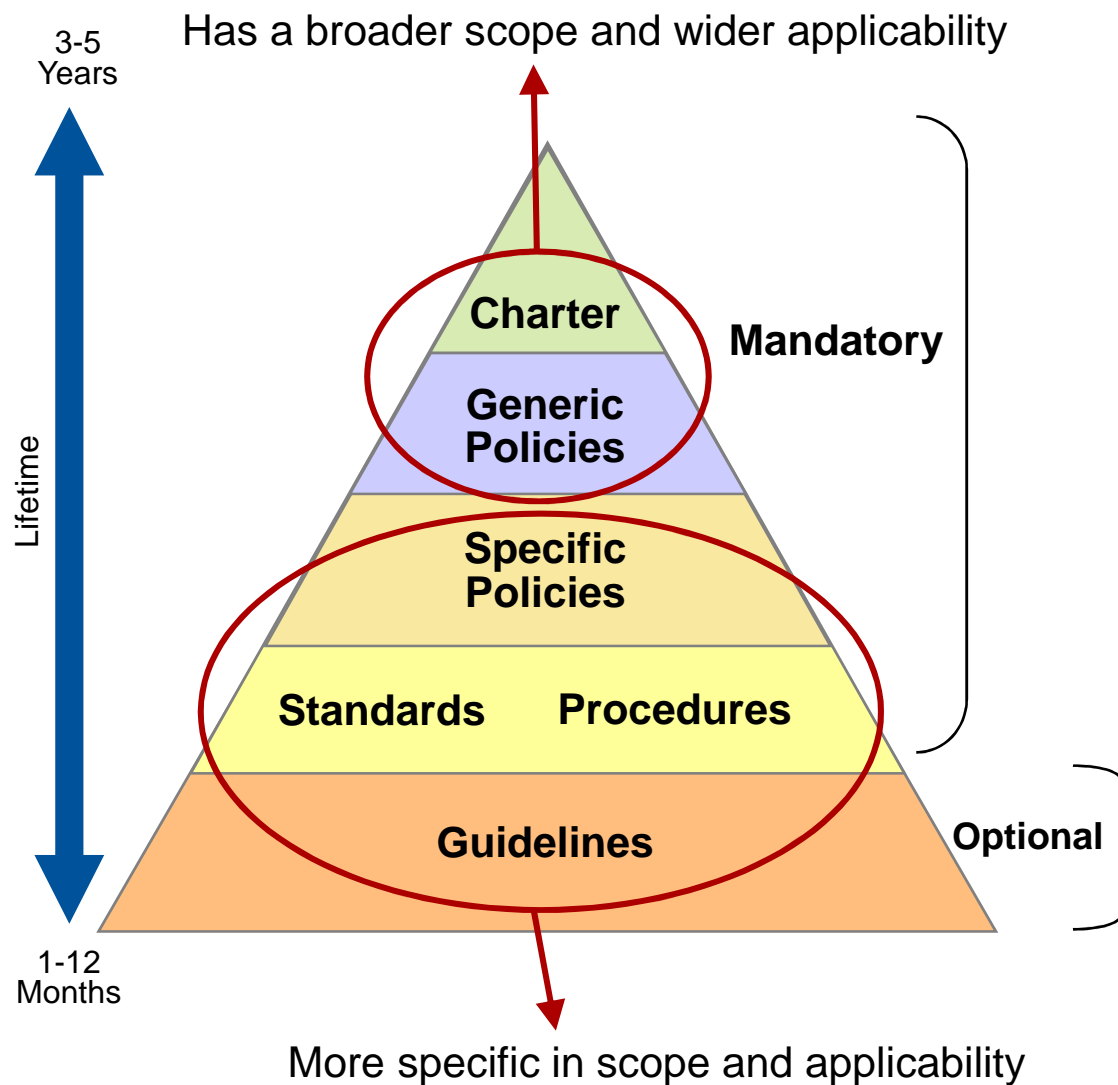 3-5
Years
Has a broader scope and wider applicability
Charter
Mandatory
Generic
Policies
Lifetime
Specific
Policies
Standards
Procedures
Guidelines
Optional
1-12
Months
More specific in scope and applicability